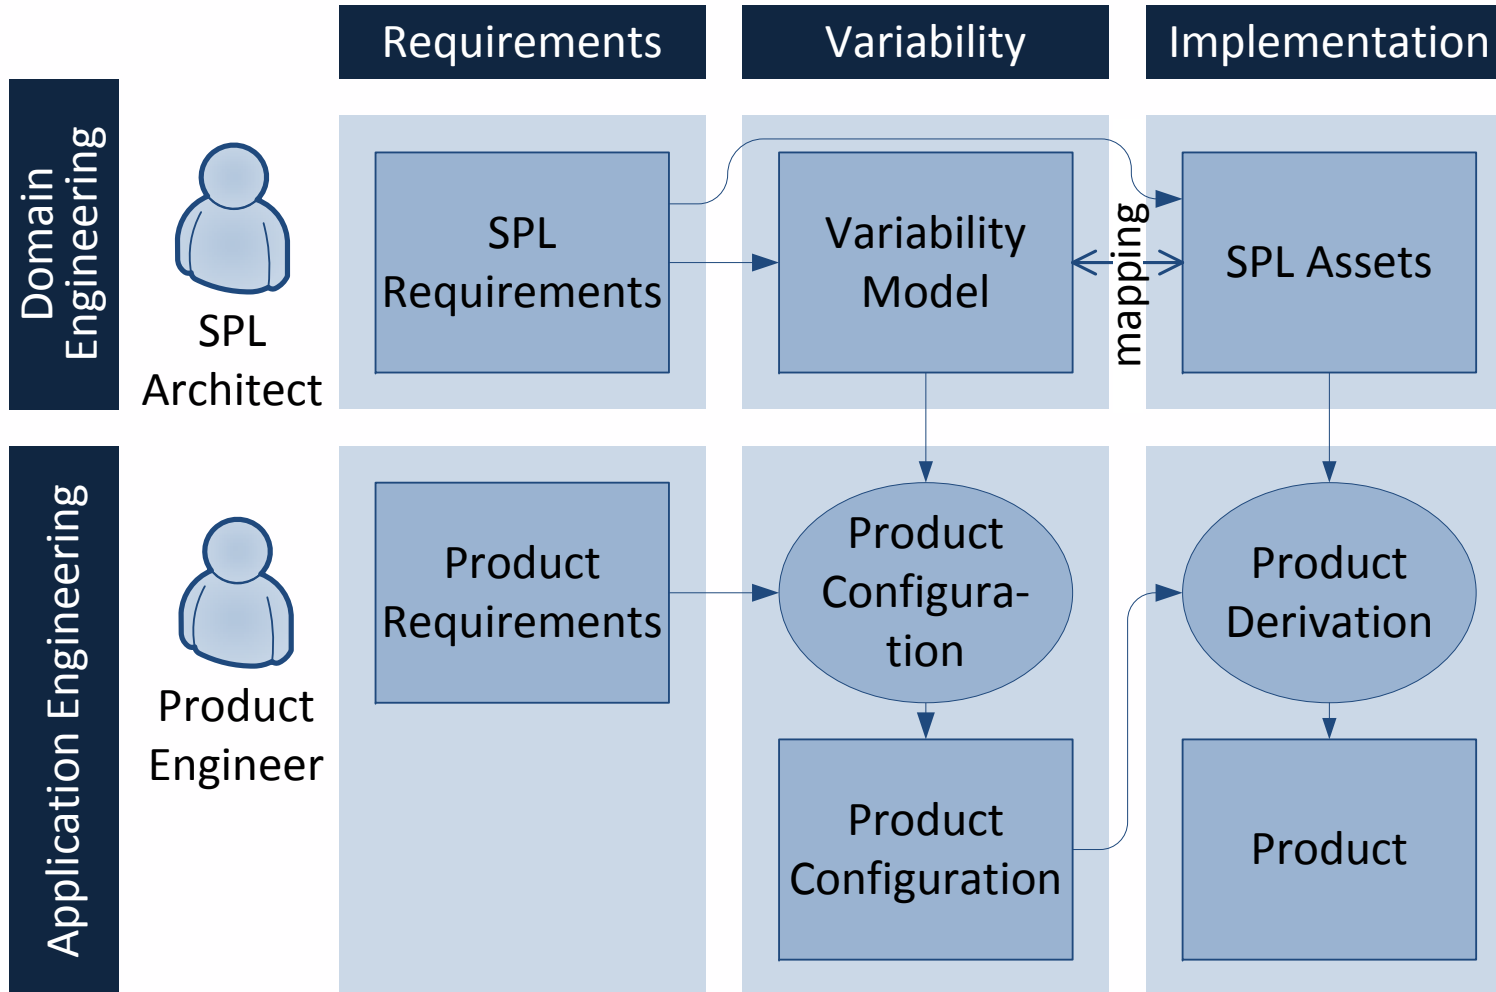 Requirements
Variability
Implementation
Domain
Engineering
SPL
Architect
SPL
Requirements
Variability
Model
mapping
SPL Assets
Application Engineering
Product
Engineer
Product
Requirements
Product
Configura-
tion
Product
Derivation
Product
Configuration
Product